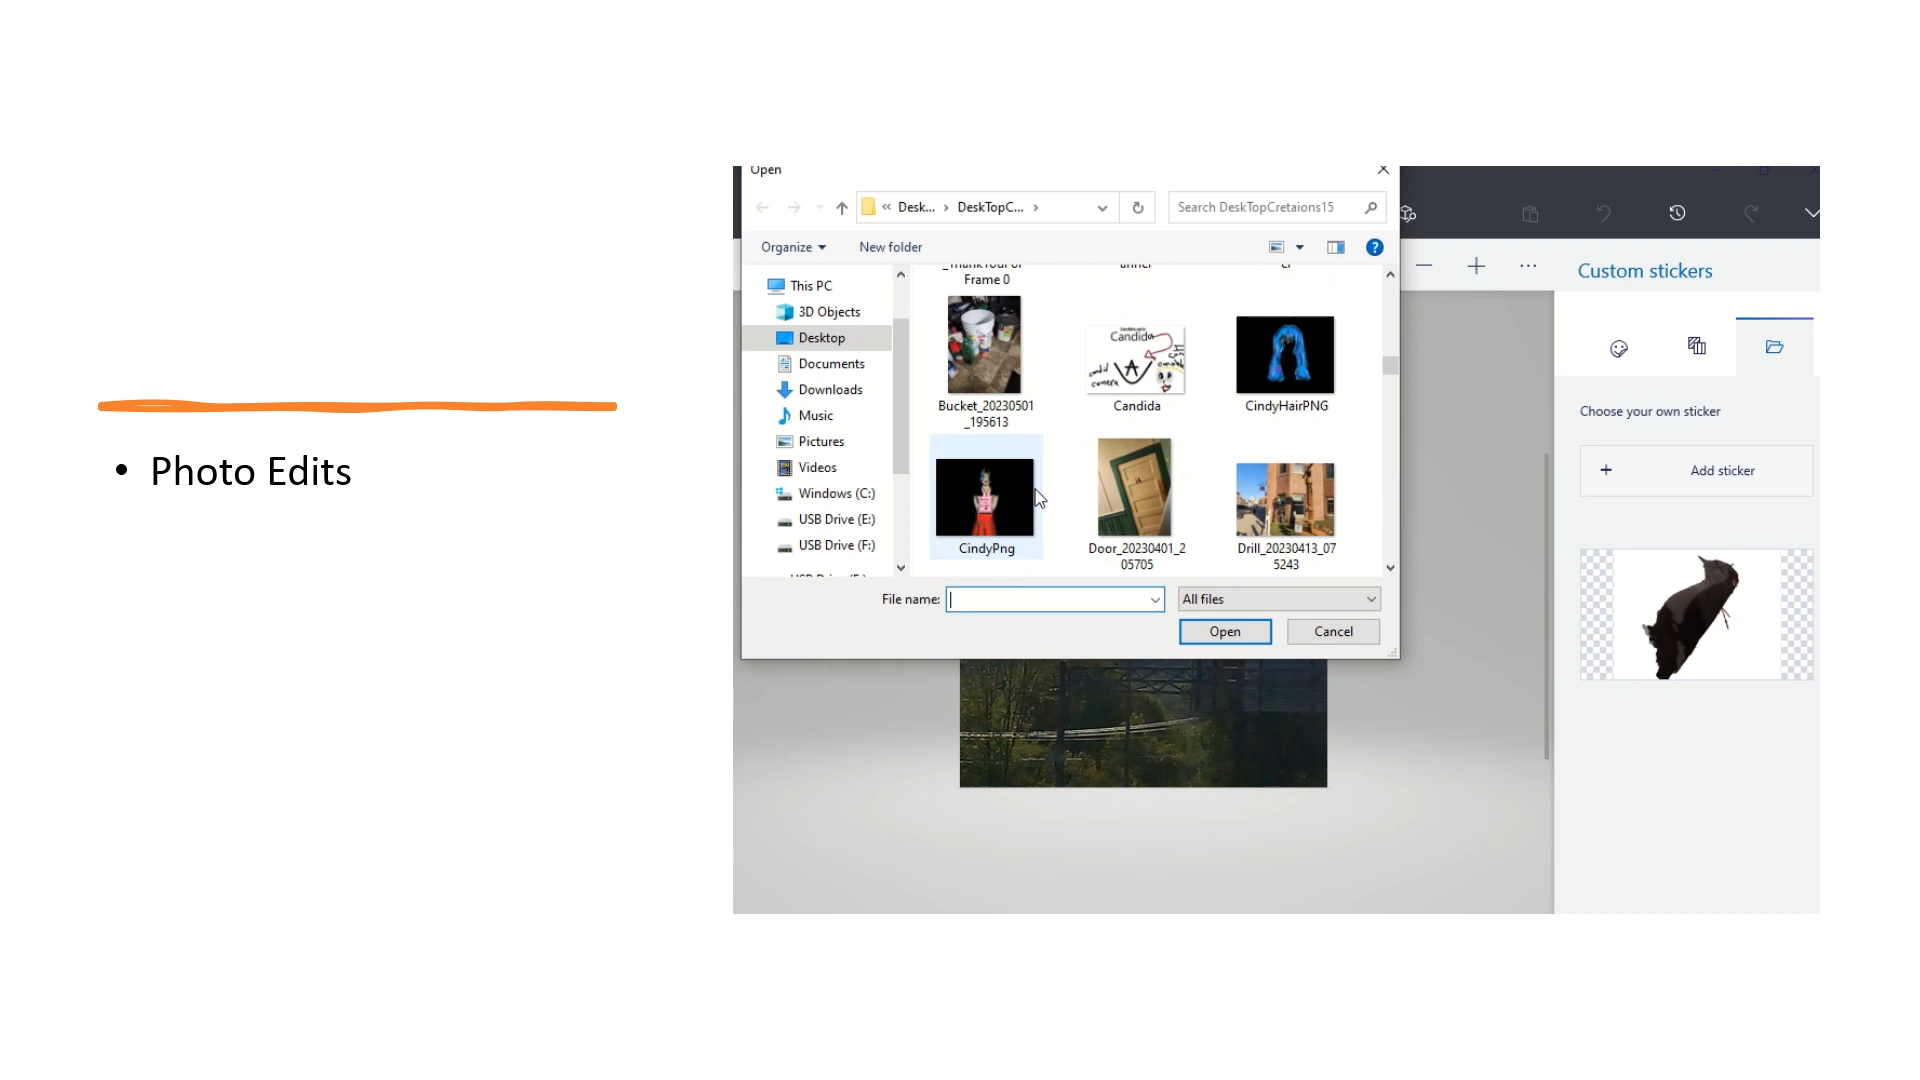 • Photo Edits
Open
« Desk... › DeskTopC... ›
Search DeskTopCretaions15
Organize
New folder
This PC
3D Objects
Desktop
Documents
Downloads
Music
Pictures
Videos
Windows (C:)
USB Drive (E:)
USB Drive (F:)
Frame 0
Bucket_20230501
_195613
Candida
Candida
CindyHairPNG
CindyPng
Door_20230401_2
05705
Drill_20230413_07
5243
File name:
All files
Open
Cancel
Custom stickers
Choose your own sticker
+ Add sticker